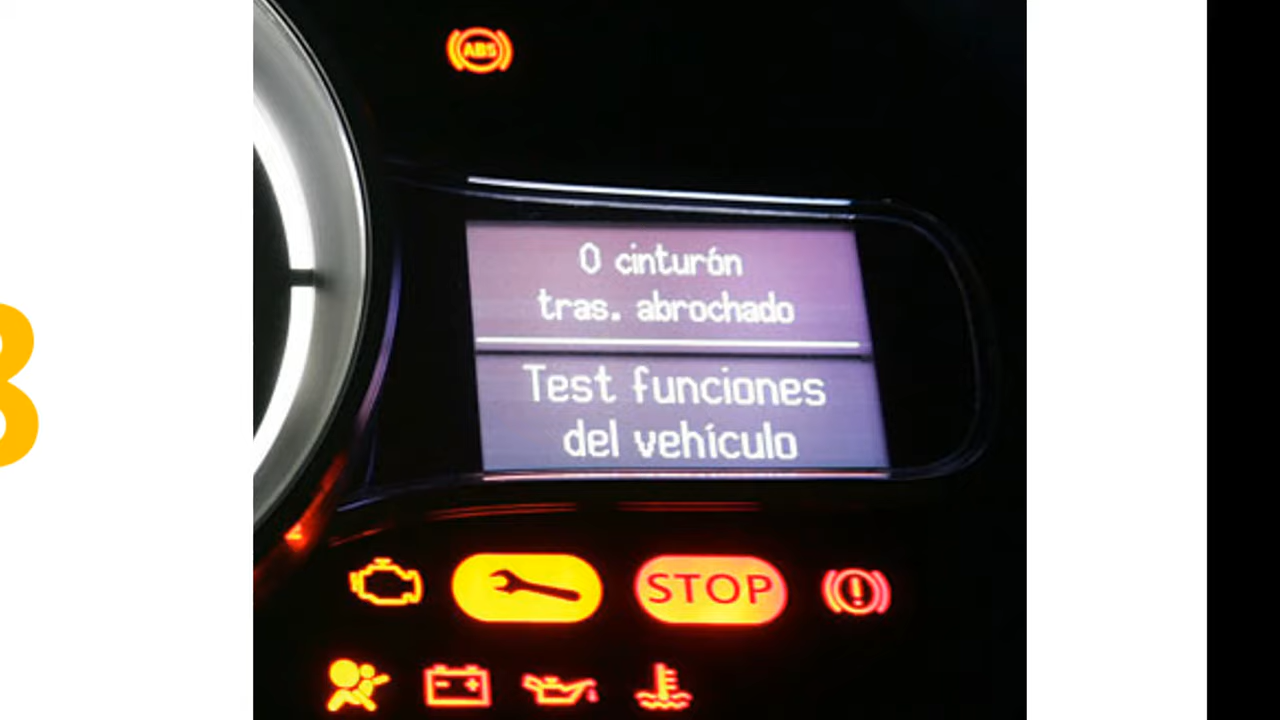 ABS
0 cinturón
tras. abrochado
Test funciones
del vehículo
STOP